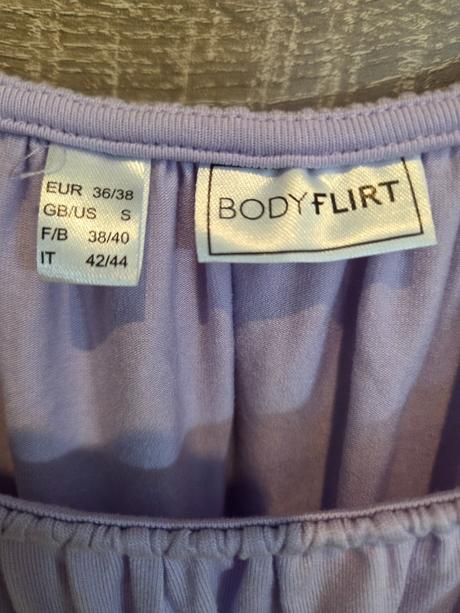 EUR 36/38
GB/US S
F/B 38/40
IT 42/44
BODYFLIRT